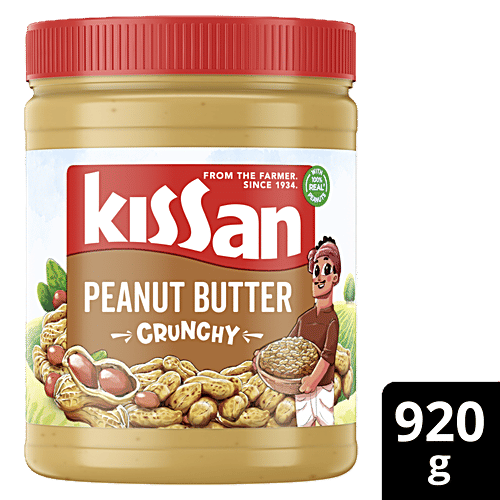 FROM THE FARMER.
SINCE 1934.
WITH
100%
REAL*
PEANUTS
kissan
PEANUT BUTTER
CRUNCHY
920
g